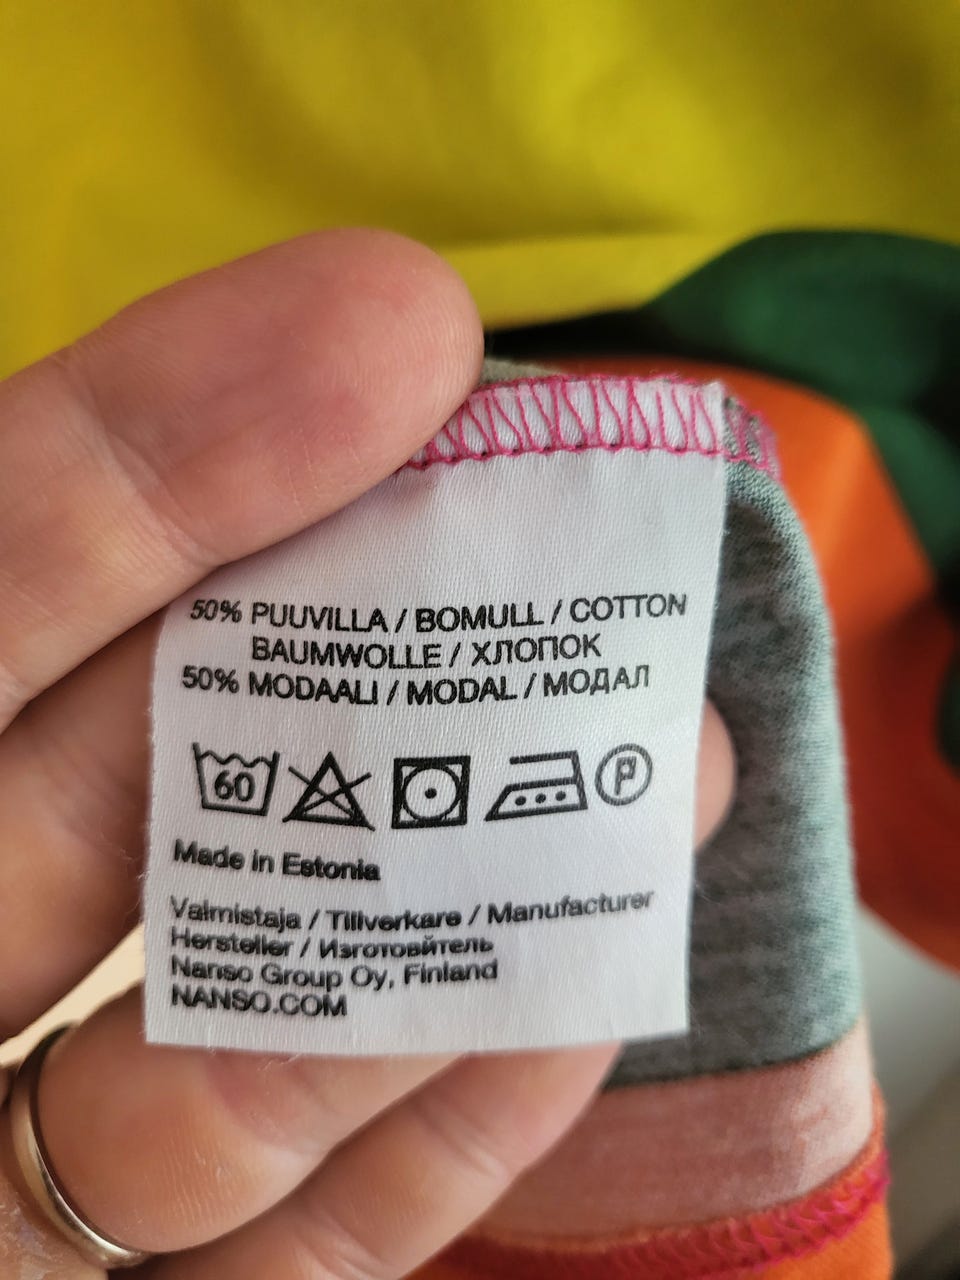 50% PUUVILLA / BOMULL / COTTON
BAUMWOLLE / ХЛОПОК
50% MODAALI / MODAL / МОДАЛ
60
P
Made in Estonia
Valmistaja / Tillverkare / Manufacturer
Hersteller / Изготовитель
Nanso Group Oy, Finland
NANSO.COM